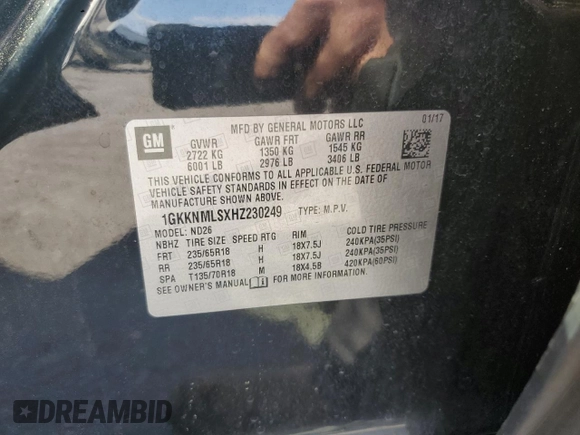 MFD BY GENERAL MOTORS LLC
01/17
GM
GVWR GAWR FRT GAWR RR
2722 KG 1350 KG 1545 KG
6001 LB 2976 LB 3406 LB
THIS VEHICLE CONFORMS TO ALL APPLICABLE U.S. FEDERAL MOTOR
VEHICLE SAFETY STANDARDS IN EFFECT ON THE DATE OF
MANUFACTURE SHOWN ABOVE.
1GKKNMLSXHZ230249 TYPE: M.P.V.
MODEL: ND26
NBHZ TIRE SIZE SPEED RTG RIM COLD TIRE PRESSURE
FRT 235/65R18 H 18X7.5J 240KPA(35PSI)
RR 235/65R18 H 18X7.5J 240KPA(35PSI)
SPA T135/70R18 M 18X4.5B 420KPA(60PSI)
SEE OWNER'S MANUAL FOR MORE INFORMATION.
DREAMBID